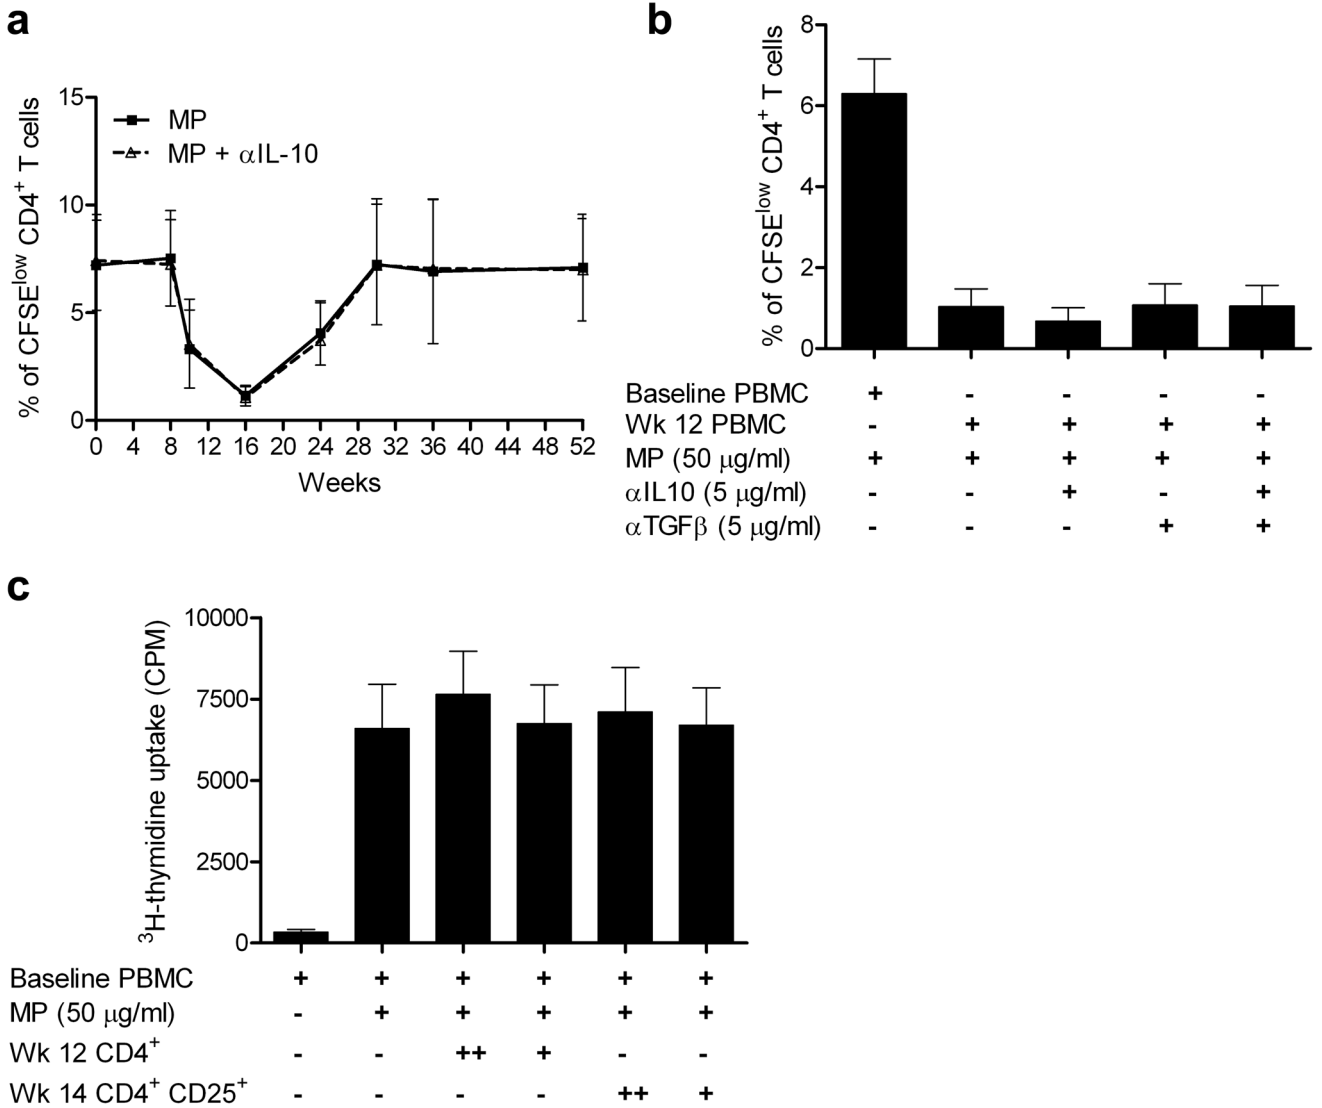 a
% of CFSE^low CD4⁺ T cells
15
10
5
0
MP
MP + αIL-10
0 4 8 12 16 20 24 28 32 36 40 44 48 52
Weeks
b
% of CFSE^low CD4⁺ T cells
8
6
4
2
0
Baseline PBMC + - - - -
Wk 12 PBMC - + + + +
MP (50 μg/ml) + + + + +
αIL10 (5 μg/ml) - - + - +
αTGFβ (5 μg/ml) - - - + +
c
³H-thymidine uptake (CPM)
10000
7500
5000
2500
0
Baseline PBMC + + + + + +
MP (50 μg/ml) - + + + + +
Wk 12 CD4⁺ - - ++ + - -
Wk 14 CD4⁺ CD25⁺ - - - - ++ +